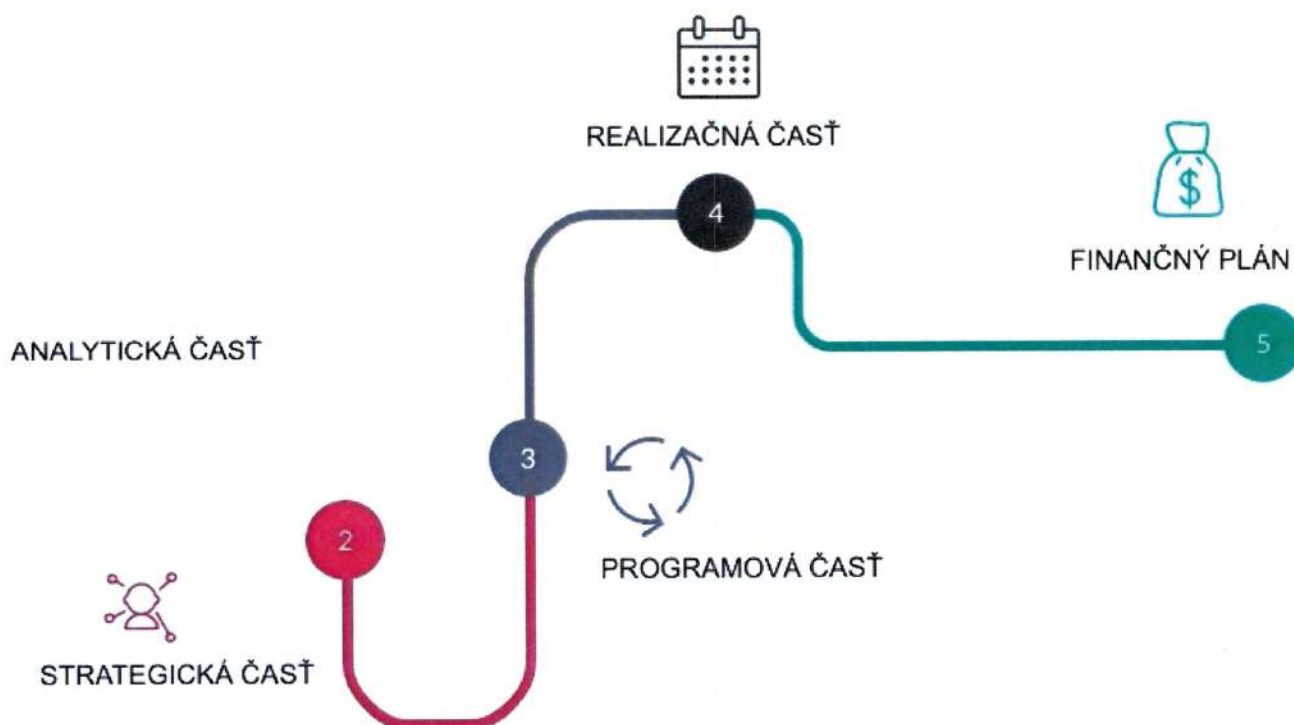 REALIZAČNÁ ČASŤ
4
$
FINANČNÝ PLÁN
5
ANALYTICKÁ ČASŤ
3
2
PROGRAMOVÁ ČASŤ
STRATEGICKÁ ČASŤ